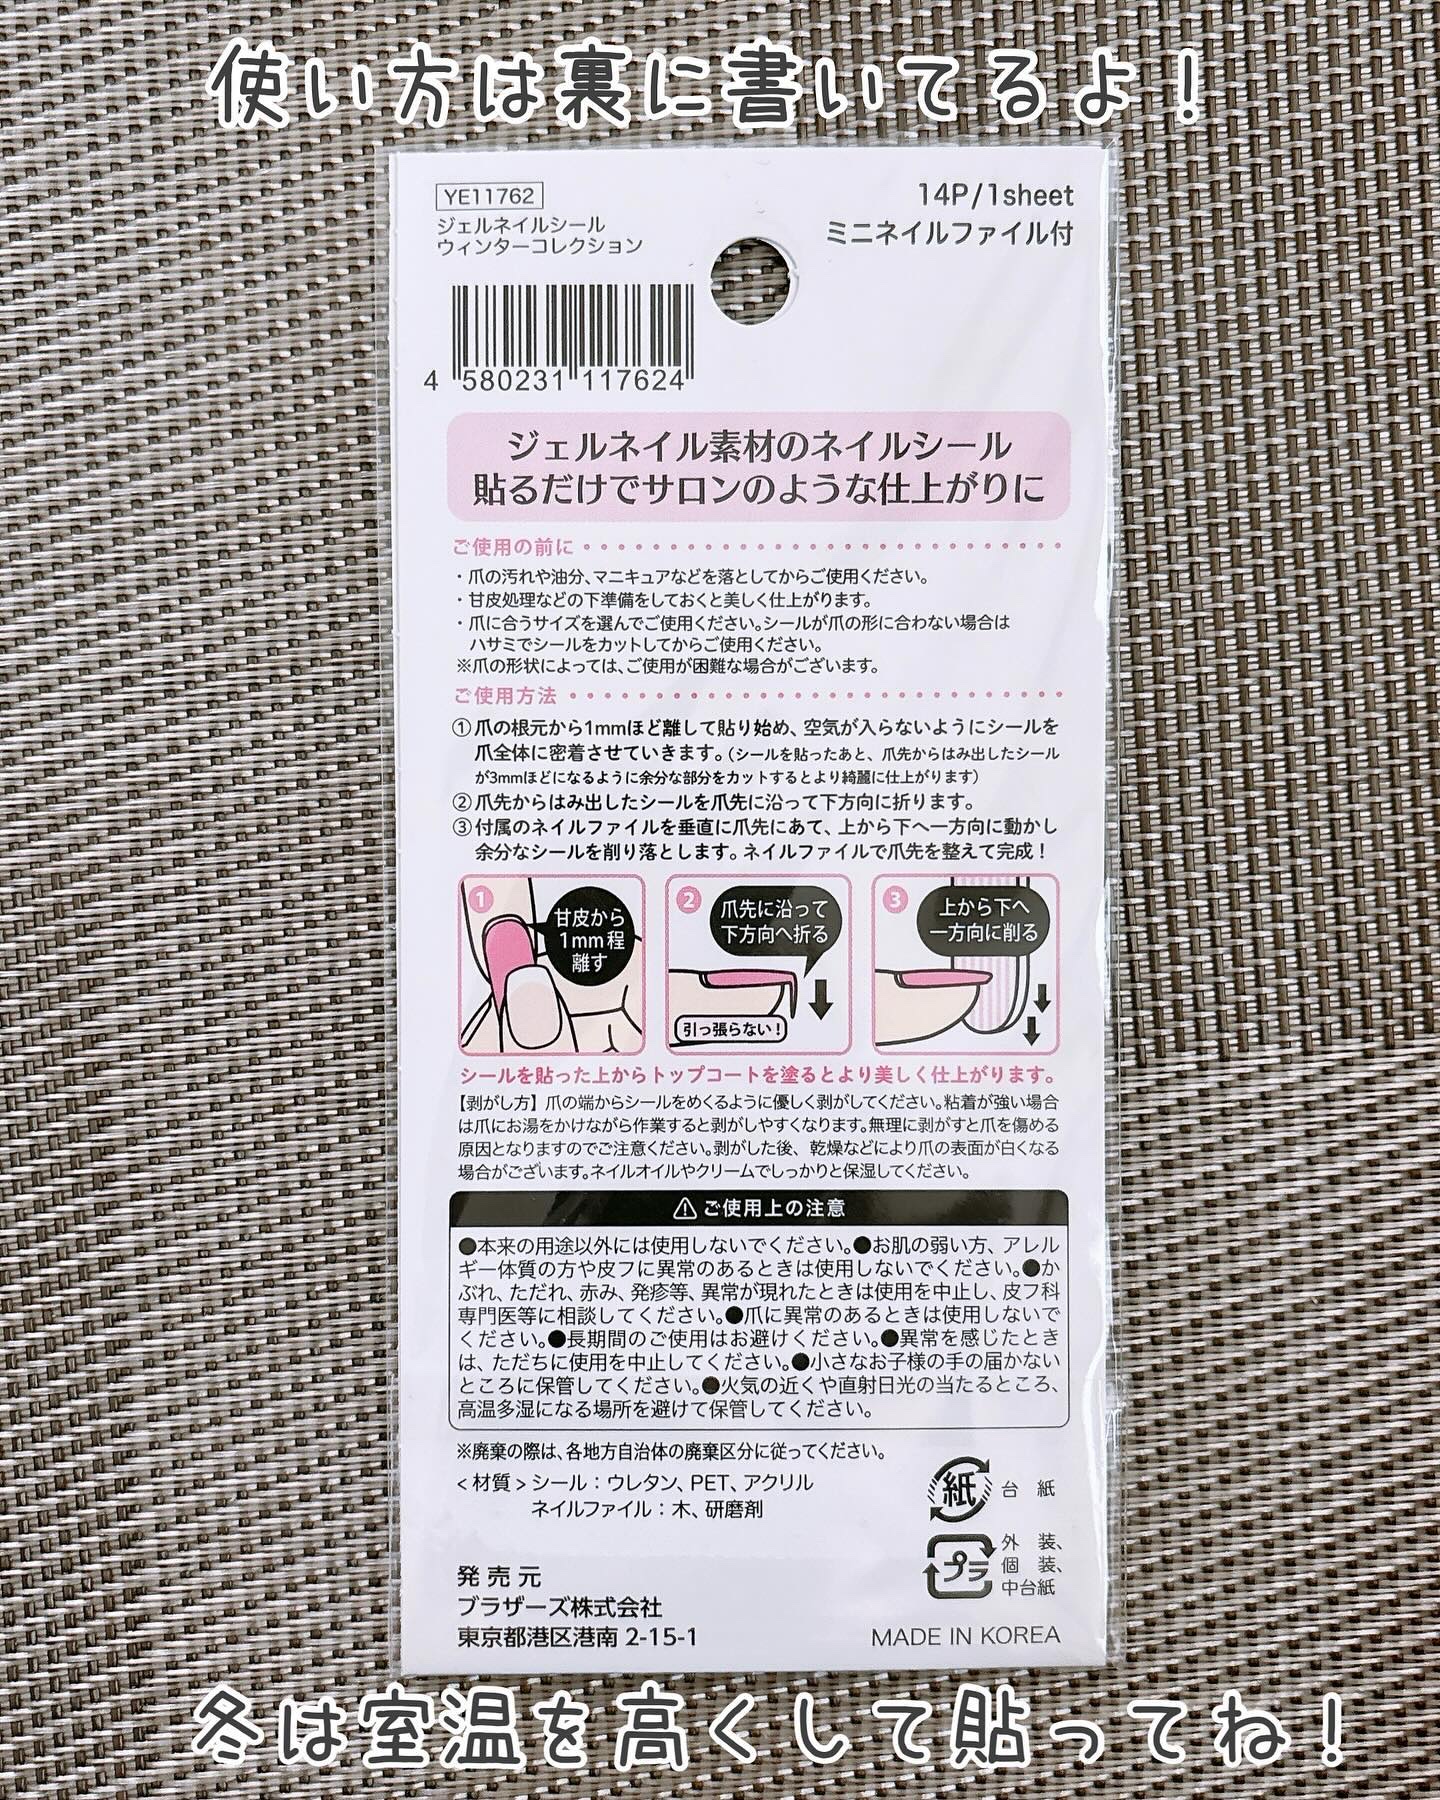 使い方は裏に書いてるよ!
YE11762
ジェルネイルシール
ウィンターコレクション
14P/1sheet
ミニネイルファイル付
4 580231 117624
ジェルネイル素材のネイルシール
貼るだけでサロンのような仕上がりに
ご使用の前に
・爪の汚れや油分、マニキュアなどを落としてからご使用ください。
・甘皮処理などの下準備をしておくと美しく仕上がります。
・爪に合うサイズを選んでご使用ください。シールが爪の形に合わない場合は
ハサミでシールをカットしてからご使用ください。
※爪の形状によっては、ご使用が困難な場合がございます。
ご使用方法
①爪の根元から1mmほど離して貼り始め、空気が入らないようにシールを
爪全体に密着させていきます。(シールを貼ったあと、爪先からはみ出したシール
が3mmほどになるように余分な部分をカットするとより綺麗に仕上がります)
②爪先からはみ出したシールを爪先に沿って下方向に折ります。
③付属のネイルファイルを垂直に爪先にあて、上から下へ一方向に動かし
余分なシールを削り落とします。ネイルファイルで爪先を整えて完成!
1
甘皮から
1mm程
離す
2
爪先に沿って
下方向へ折る
引っ張らない!
3
上から下へ
一方向に削る
シールを貼った上からトップコートを塗るとより美しく仕上がります。
【剥がし方】爪の端からシールをめくるように優しく剥がしてください。粘着が強い場合
は爪にお湯をかけながら作業すると剥がしやすくなります。無理に剥がすと爪を傷める
原因となりますのでご注意ください。剥がした後、乾燥などにより爪の表面が白くなる
場合がございます。ネイルオイルやクリームでしっかりと保湿してください。
⚠ご使用上の注意
●本来の用途以外には使用しないでください。●お肌の弱い方、アレル
ギー体質の方や皮フに異常のあるときは使用しないでください。●か
ぶれ、ただれ、赤み、発疹等、異常が現れたときは使用を中止し、皮フ科
専門医等に相談してください。●爪に異常のあるときは使用しないで
ください。●長期間のご使用はお避けください。●異常を感じたとき
は、ただちに使用を中止してください。●小さなお子様の手の届かない
ところに保管してください。●火気の近くや直射日光の当たるところ、
高温多湿になる場所を避けて保管してください。
※廃棄の際は、各地方自治体の廃棄区分に従ってください。
<材質>シール:ウレタン、PET、アクリル
ネイルファイル:木、研磨剤
紙 台 紙
プラ 外 装、
個 装、
中台紙
発売元
ブラザーズ株式会社
東京都港区港南 2-15-1
MADE IN KOREA
冬は室温を高くして貼ってね!